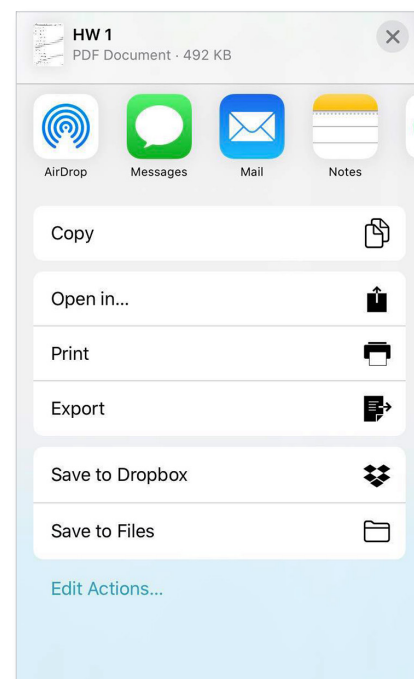 HW 1
PDF Document · 492 KB
AirDrop
Messages
Mail
Notes
Copy
Open in...
Print
Export
Save to Dropbox
Save to Files
Edit Actions...